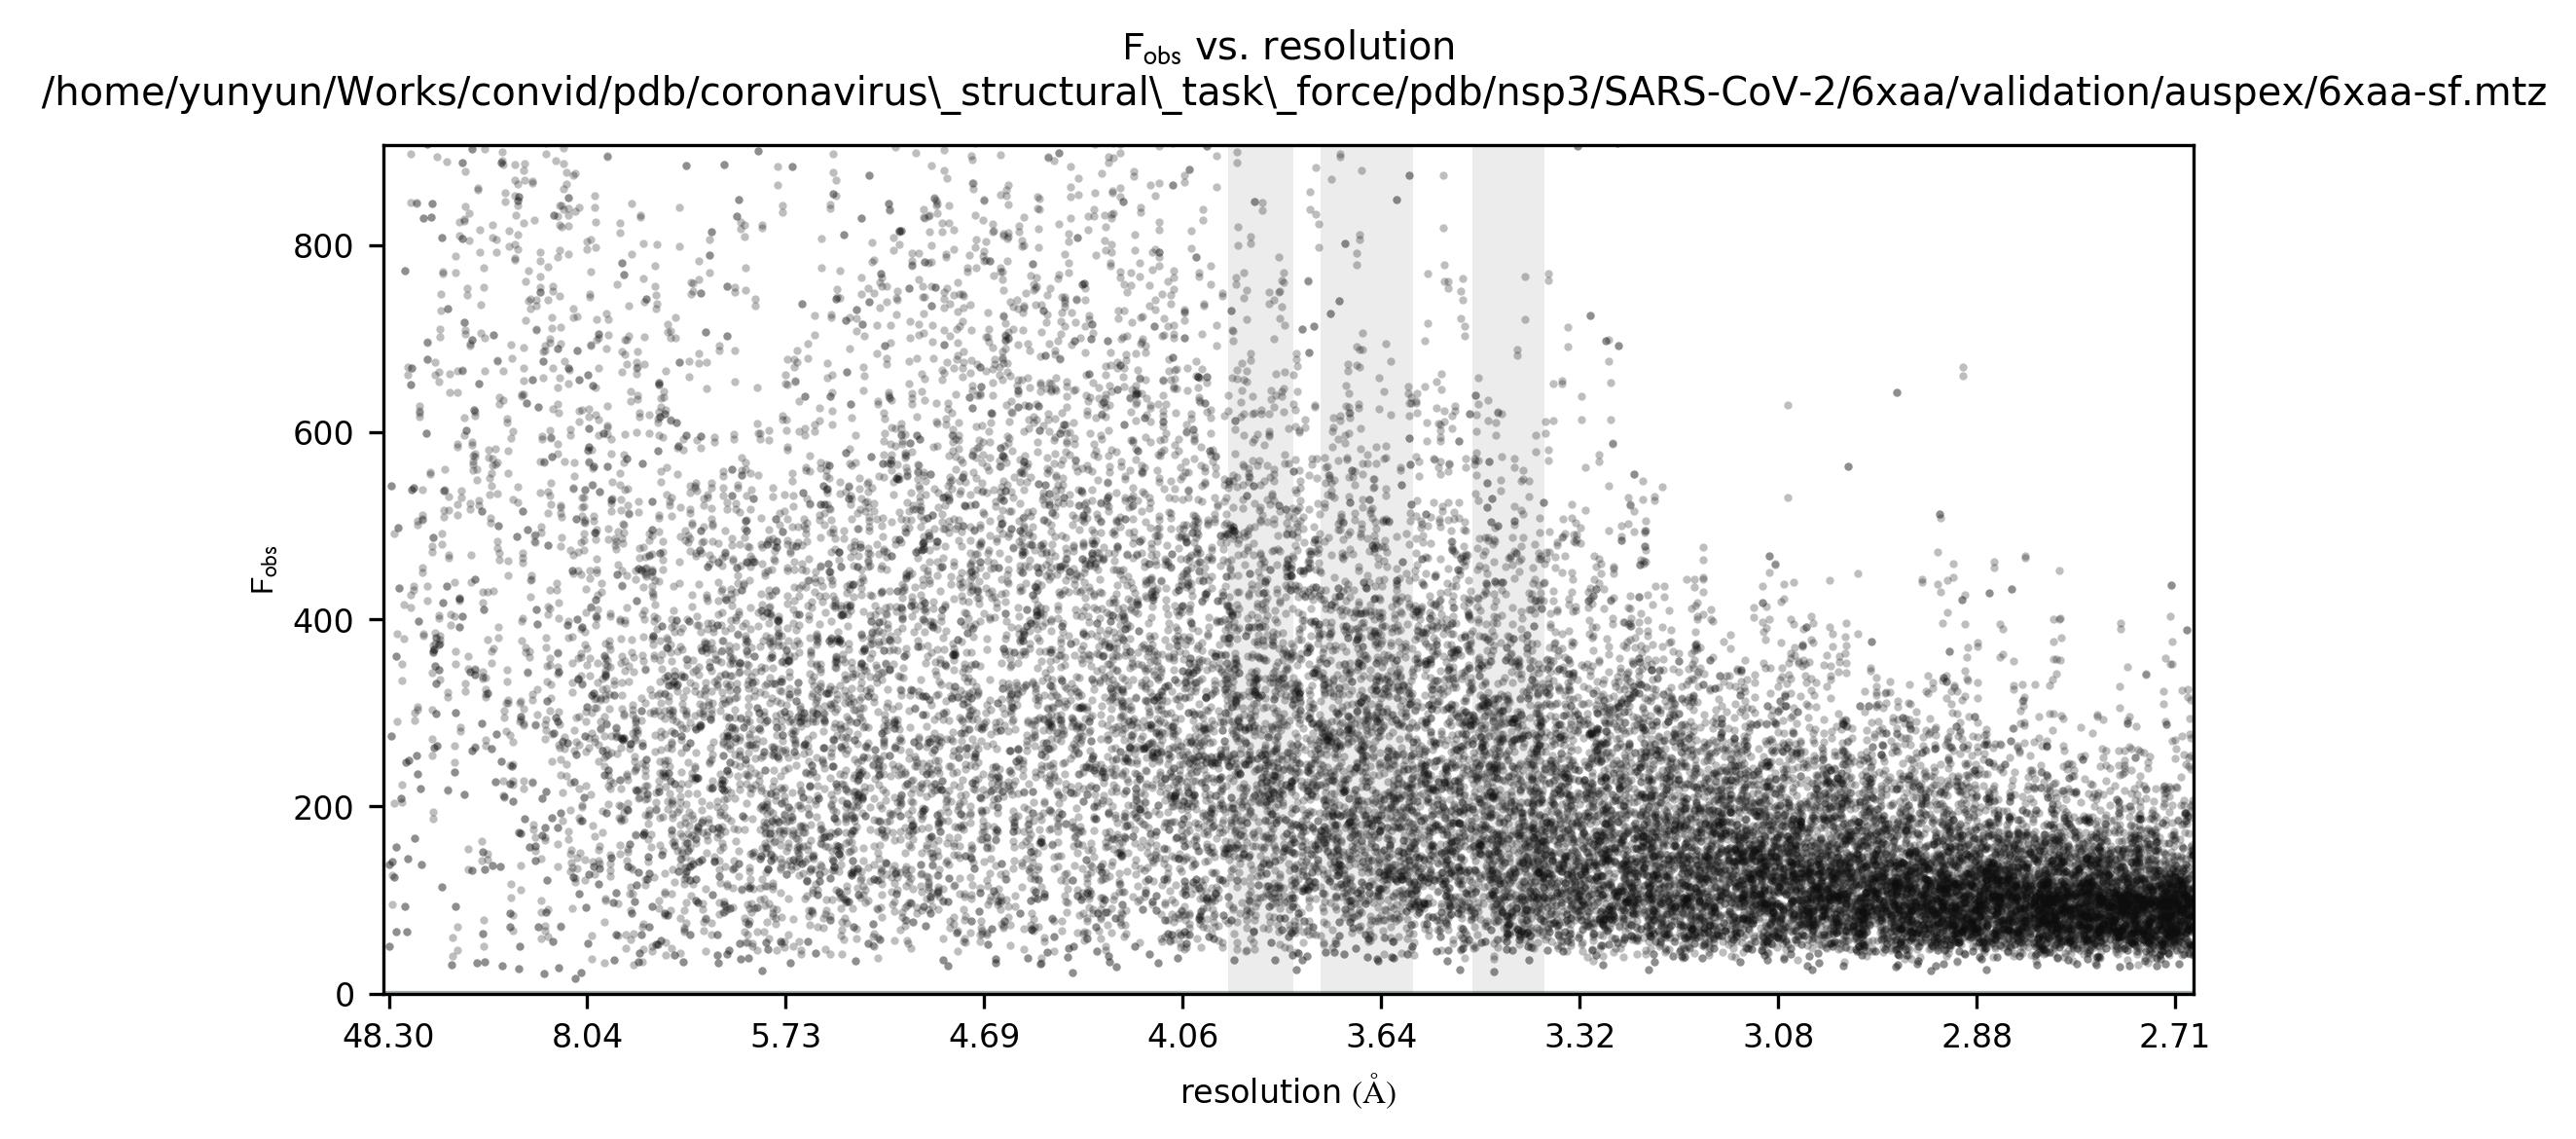 F_obs vs. resolution
/home/yunyun/Works/convid/pdb/coronavirus\_structural\_task\_force/pdb/nsp3/SARS-CoV-2/6xaa/validation/auspex/6xaa-sf.mtz
800
600
400
200
0
F_obs
48.30 8.04 5.73 4.69 4.06 3.64 3.32 3.08 2.88 2.71
resolution (Å)